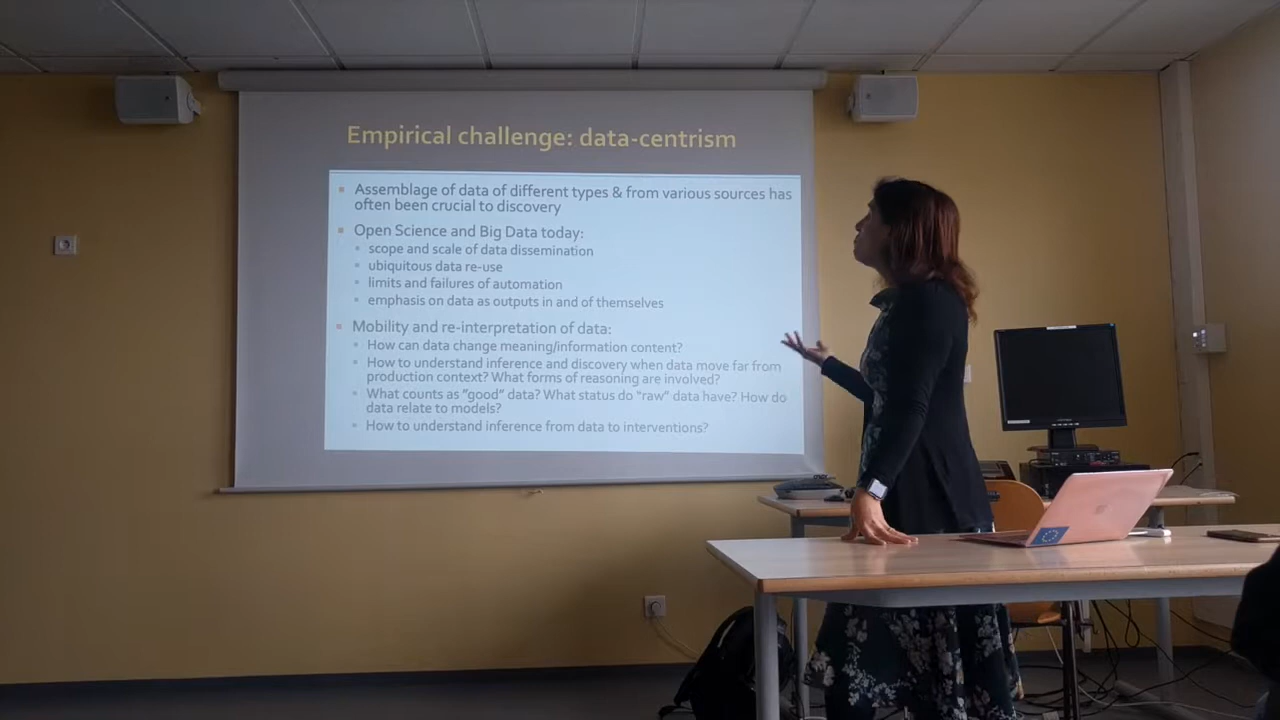 Empirical challenge: data-centrism
Assemblage of data of different types & from various sources has
often been crucial to discovery
Open Science and Big Data today:
scope and scale of data dissemination
ubiquitous data re-use
limits and failures of automation
emphasis on data as outputs in and of themselves
Mobility and re-interpretation of data:
How can data change meaning/information content?
How to understand inference and discovery when data move far from
production context? What forms of reasoning are involved?
What counts as "good" data? What status do "raw" data have? How do
data relate to models?
How to understand inference from data to interventions?